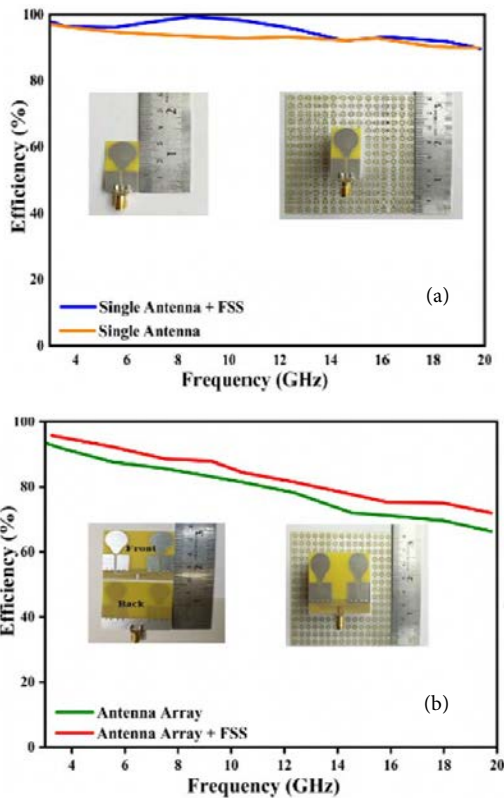 100
80
60
40
20
0
Efficiency (%)
Single Antenna + FSS
Single Antenna
(a)
4 6 8 10 12 14 16 18 20
Frequency (GHz)
100
80
60
40
20
0
Efficiency (%)
Front
Back
Antenna Array
Antenna Array + FSS
(b)
4 6 8 10 12 14 16 18 20
Frequency (GHz)